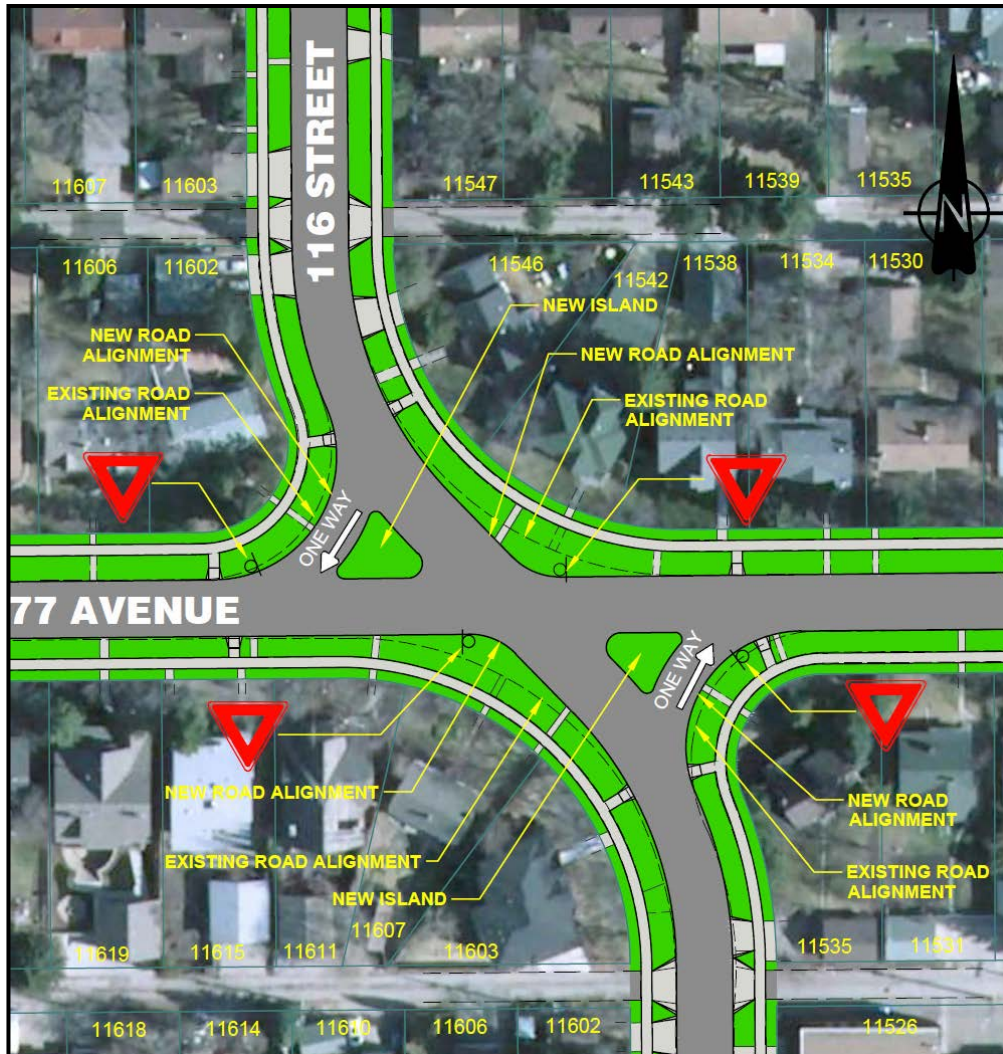 116 STREET
11607
11603
11547
11543
11539
11535
N
11606
11602
11546
11542
11538
11534
11530
NEW ISLAND
NEW ROAD
ALIGNMENT
NEW ROAD ALIGNMENT
EXISTING ROAD
ALIGNMENT
EXISTING ROAD
ALIGNMENT
ONE WAY
77 AVENUE
ONE WAY
NEW ROAD ALIGNMENT
NEW ROAD
ALIGNMENT
EXISTING ROAD ALIGNMENT
EXISTING ROAD
ALIGNMENT
NEW ISLAND
11607
11619
11615
11611
11603
11535
11531
11618
11614
11610
11606
11602
11526